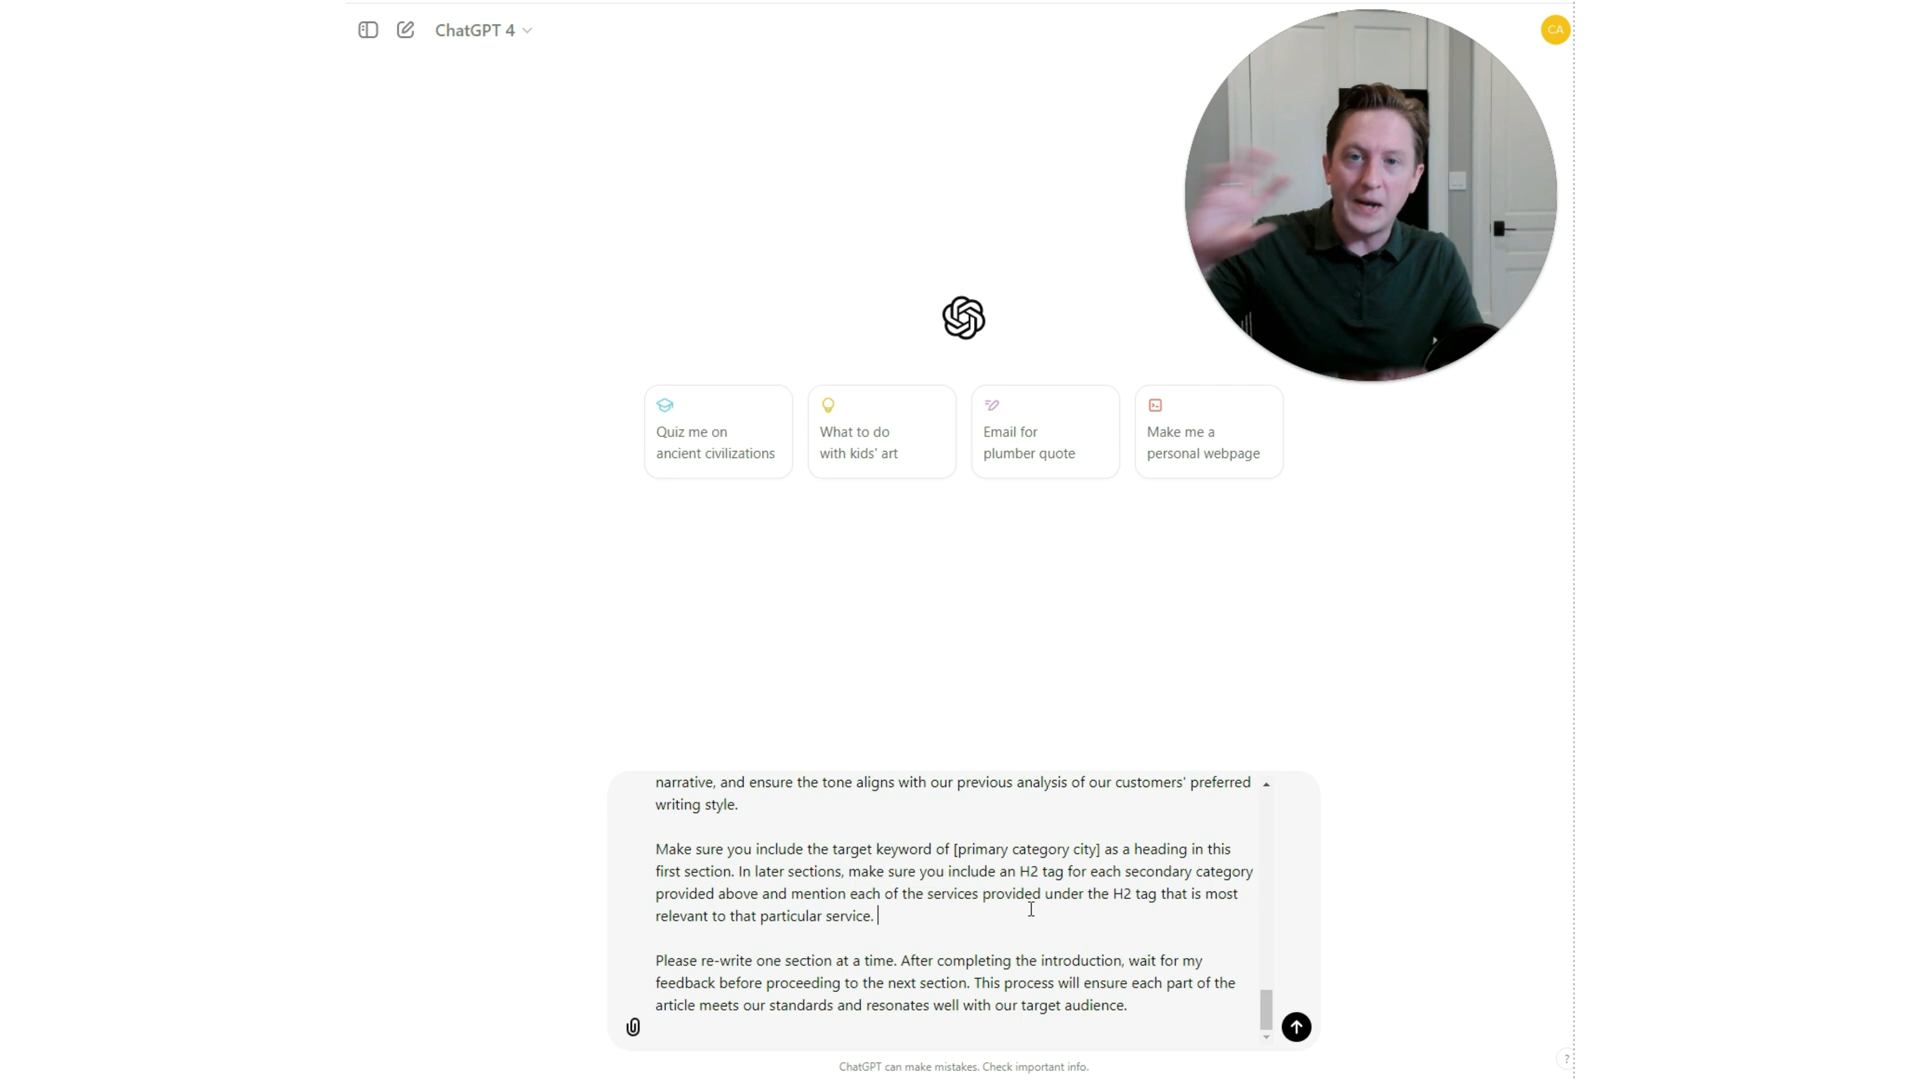 ChatGPT 4
CA
Quiz me on
ancient civilizations
What to do
with kids' art
Email for
plumber quote
Make me a
personal webpage
narrative, and ensure the tone aligns with our previous analysis of our customers' preferred
writing style.
Make sure you include the target keyword of [primary category city] as a heading in this
first section. In later sections, make sure you include an H2 tag for each secondary category
provided above and mention each of the services provided under the H2 tag that is most
relevant to that particular service.
Please re-write one section at a time. After completing the introduction, wait for my
feedback before proceeding to the next section. This process will ensure each part of the
article meets our standards and resonates well with our target audience.
ChatGPT can make mistakes. Check important info.
?